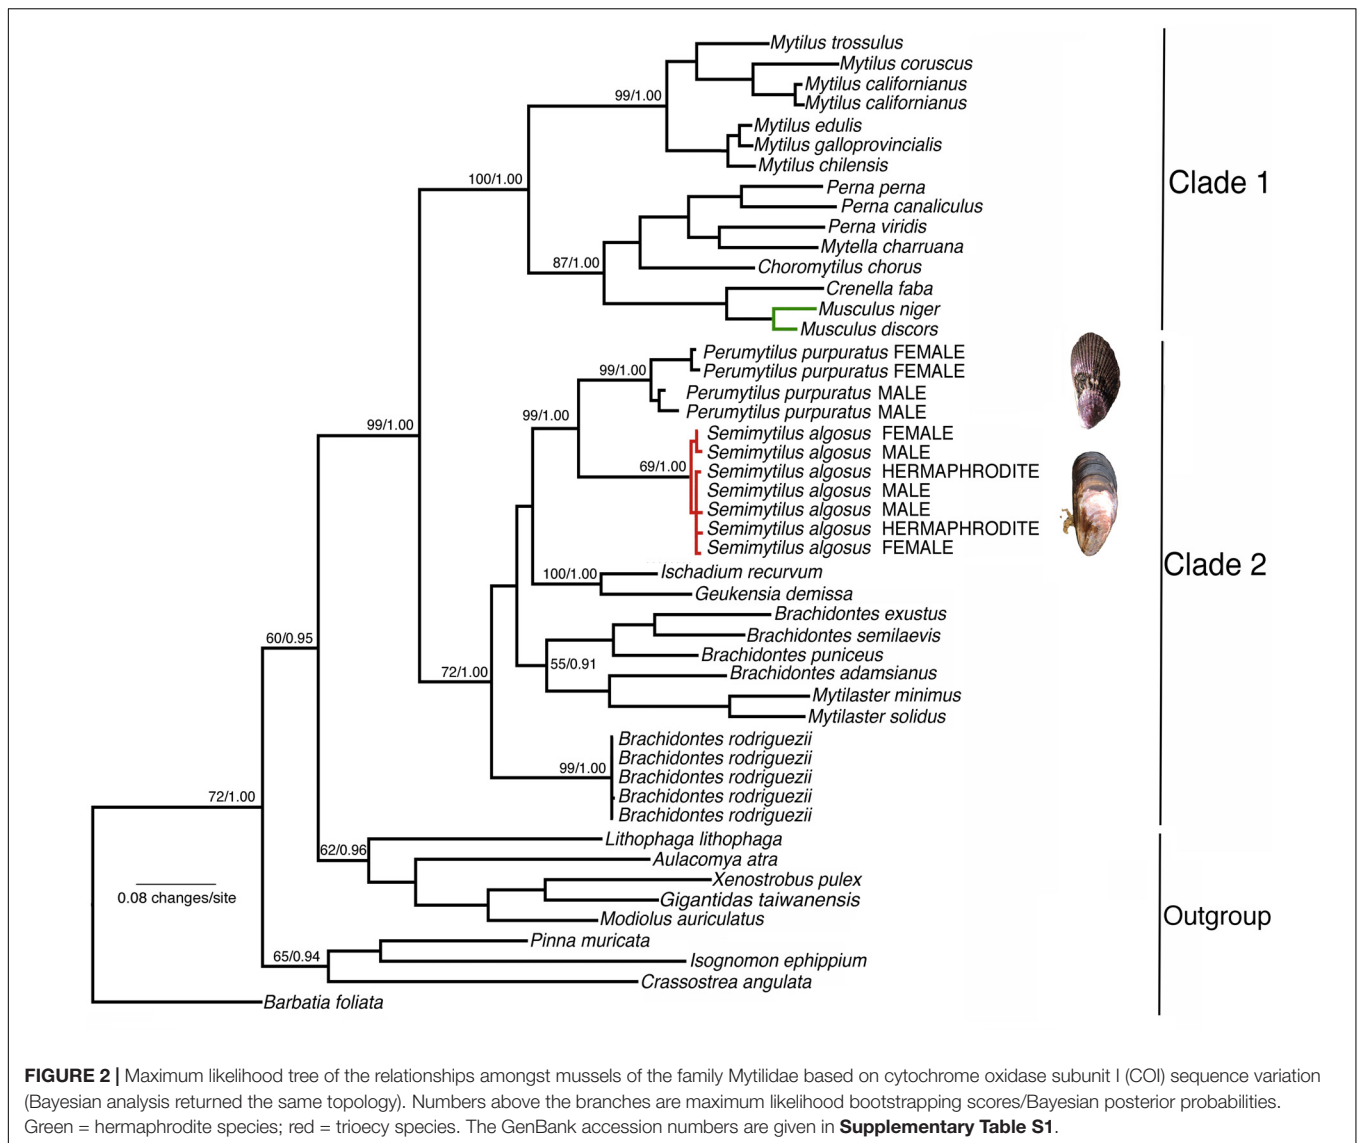 Mytilus trossulus
Mytilus coruscus
Mytilus californianus
99/1.00
Mytilus californianus
Mytilus edulis
Mytilus galloprovincialis
Mytilus chilensis
100/1.00
Clade 1
Perna perna
Perna canaliculus
Perna viridis
Mytella charruana
87/1.00
Choromytilus chorus
Crenella faba
Musculus niger
Musculus discors
Perumytilus purpuratus FEMALE
99/1.00
Perumytilus purpuratus FEMALE
Perumytilus purpuratus MALE
Perumytilus purpuratus MALE
99/1.00
99/1.00
Semimytilus algosus FEMALE
Semimytilus algosus MALE
69/1.00
Semimytilus algosus HERMAPHRODITE
Semimytilus algosus MALE
Semimytilus algosus MALE
Semimytilus algosus HERMAPHRODITE
Semimytilus algosus FEMALE
Clade 2
100/1.00
Ischadium recurvum
Geukensia demissa
Brachidontes exustus
60/0.95
Brachidontes semilaevis
Brachidontes puniceus
72/1.00
55/0.91
Brachidontes adamsianus
Mytilaster minimus
Mytilaster solidus
Brachidontes rodriguezii
Brachidontes rodriguezii
99/1.00
Brachidontes rodriguezii
Brachidontes rodriguezii
Brachidontes rodriguezii
72/1.00
Lithophaga lithophaga
62/0.96
Aulacomya atra
Xenostrobus pulex
0.08 changes/site
Gigantidas taiwanensis
Modiolus auriculatus
Outgroup
Pinna muricata
65/0.94
Isognomon ephippium
Crassostrea angulata
Barbatia foliata
FIGURE 2 | Maximum likelihood tree of the relationships amongst mussels of the family Mytilidae based on cytochrome oxidase subunit I (COI) sequence variation
(Bayesian analysis returned the same topology). Numbers above the branches are maximum likelihood bootstrapping scores/Bayesian posterior probabilities.
Green = hermaphrodite species; red = trioecy species. The GenBank accession numbers are given in Supplementary Table S1.